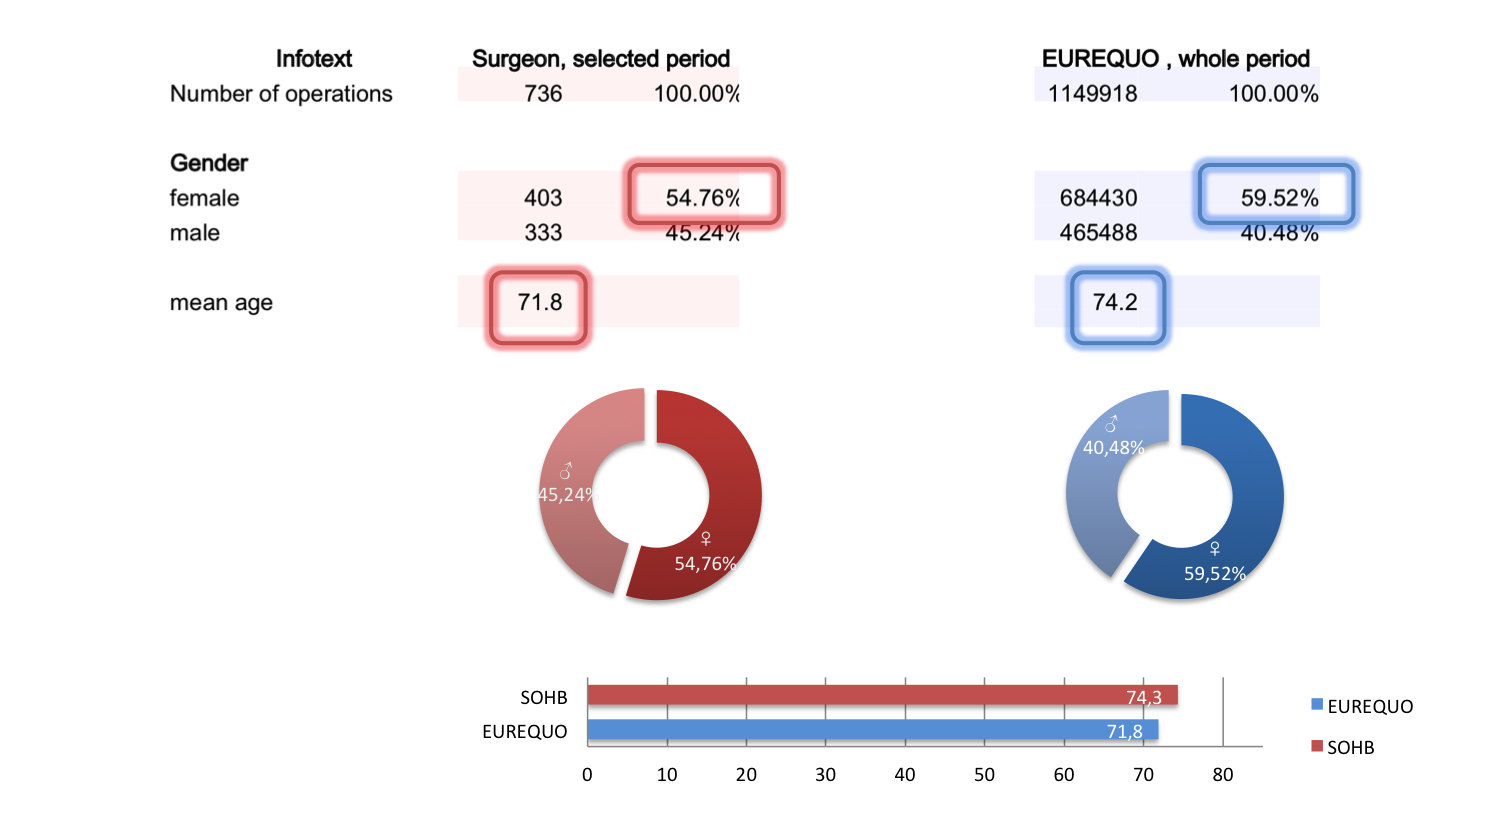 Infotext Surgeon, selected period EUREQUO , whole period
Number of operations 736 100.00% 1149918 100.00%
Gender
female 403 54.76% 684430 59.52%
male 333 45.24% 465488 40.48%
mean age 71.8 74.2
♂
45,24%
♀
54,76%
♂
40,48%
♀
59,52%
SOHB 74,3
EUREQUO 71,8
0 10 20 30 40 50 60 70 80
EUREQUO
SOHB